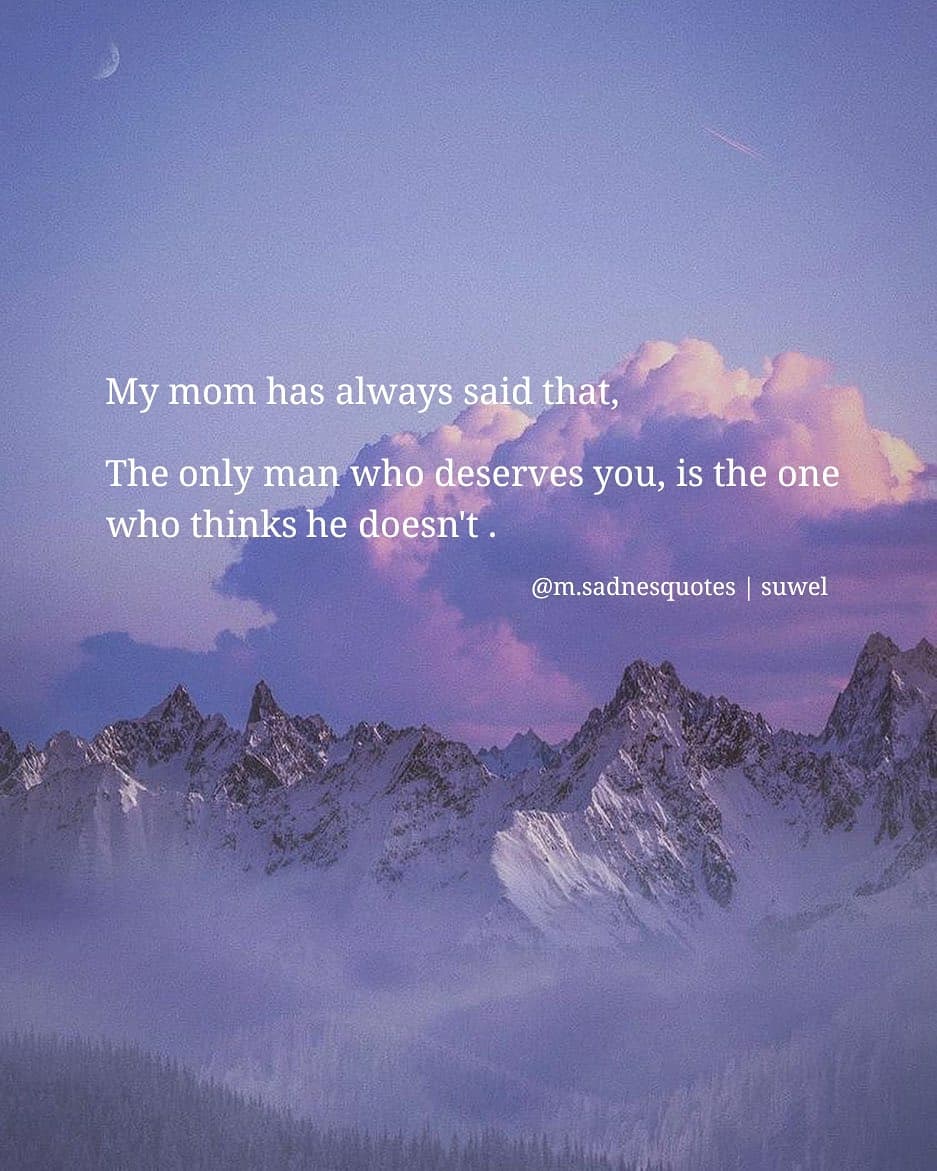 My mom has always said that,
The only man who deserves you, is the one
who thinks he doesn't .
@m.sadnesquotes | suwel